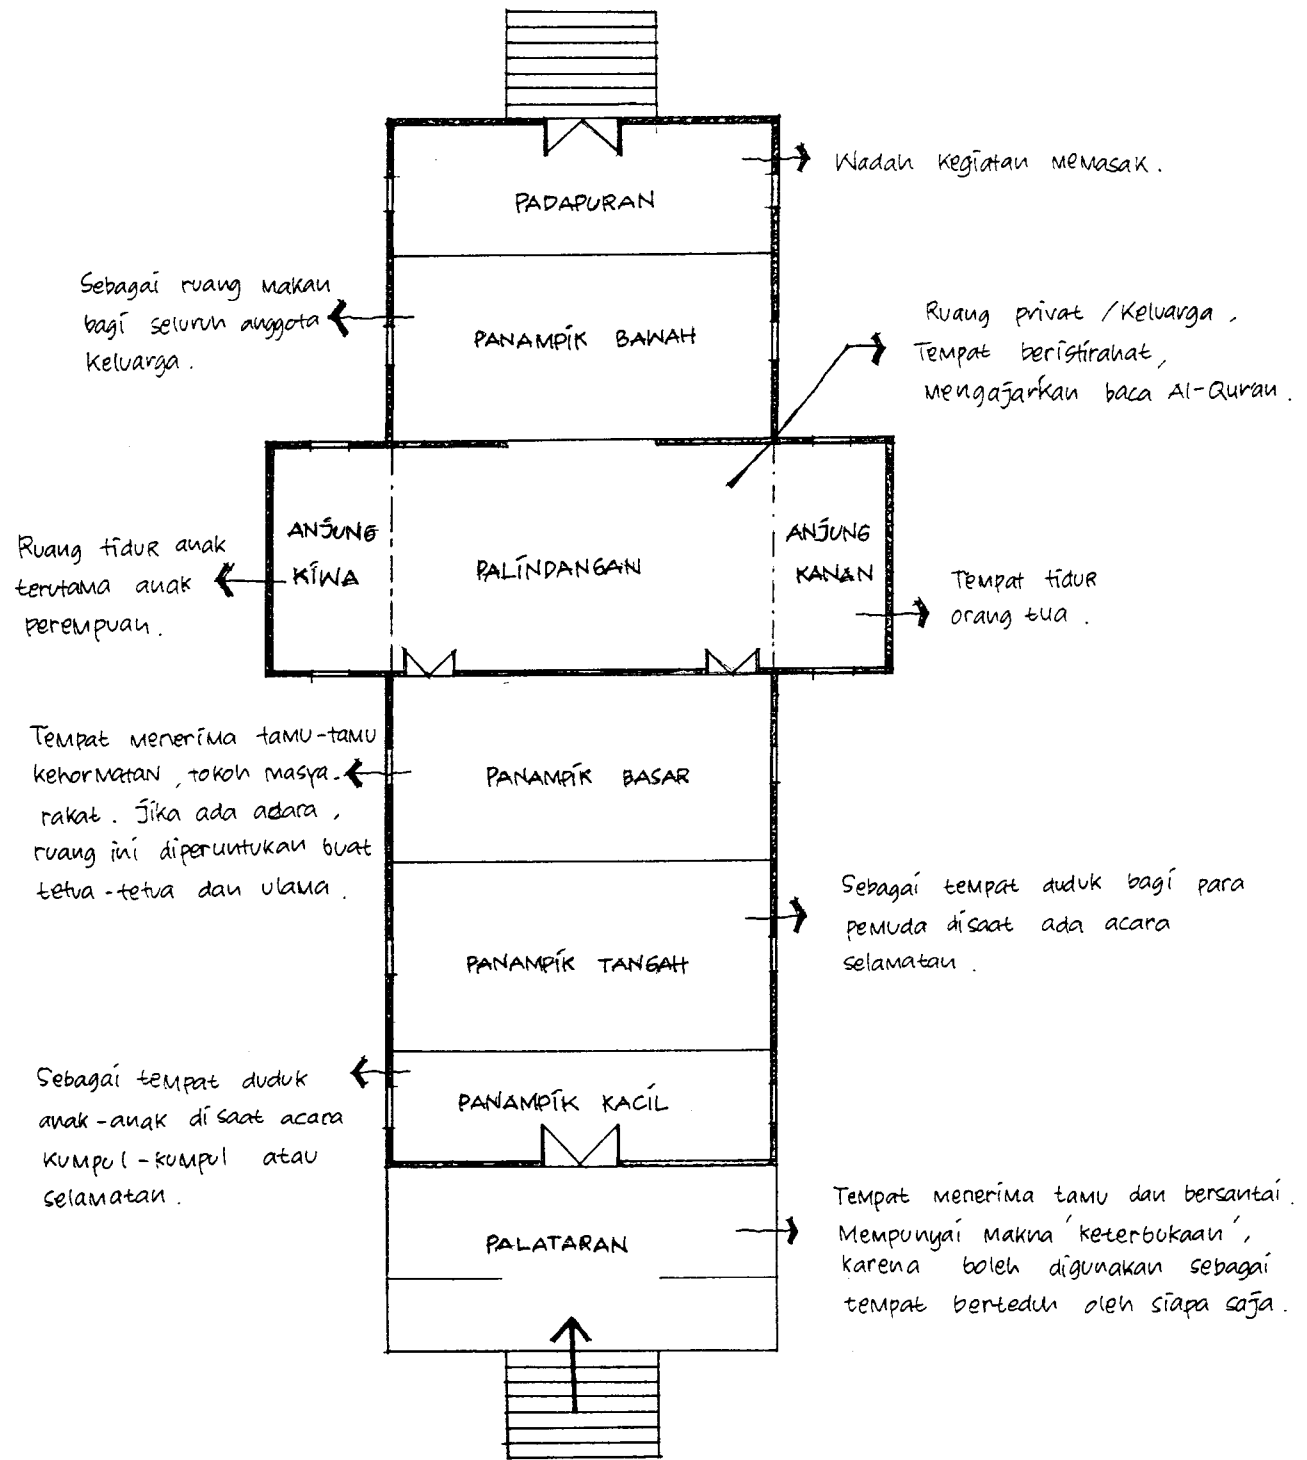 Wadah kegiatan memasak.
PADAPURAN
Sebagai ruang makan
bagi seluruh anggota
keluarga.
PANAMPIK BAWAH
Ruang privat /Keluarga,
Tempat beristirahat,
mengajarkan baca Al-Qur'an.
ANJUNG
KIWA
Ruang tidur anak
terutama anak
perempuan.
PALINDANGAN
ANJUNG
KANAN
Tempat tidur
orang tua.
Tempat menerima tamu-tamu
kehormatan, tokoh masya-
rakat. Jika ada adara,
ruang ini diperuntukan buat
tetua-tetua dan ulama.
PANAMPIK BASAR
Sebagai tempat duduk bagi para
pemuda disaat ada acara
selamatan.
PANAMPIK TANGAH
Sebagai tempat duduk
anak-anak disaat acara
kumpul-kumpul atau
selamatan.
PANAMPIK KACIL
Tempat menerima tamu dan bersantai.
Mempunyai makna 'keterbukaan',
karena boleh digunakan sebagai
tempat berteduh oleh siapa saja.
PALATARAN